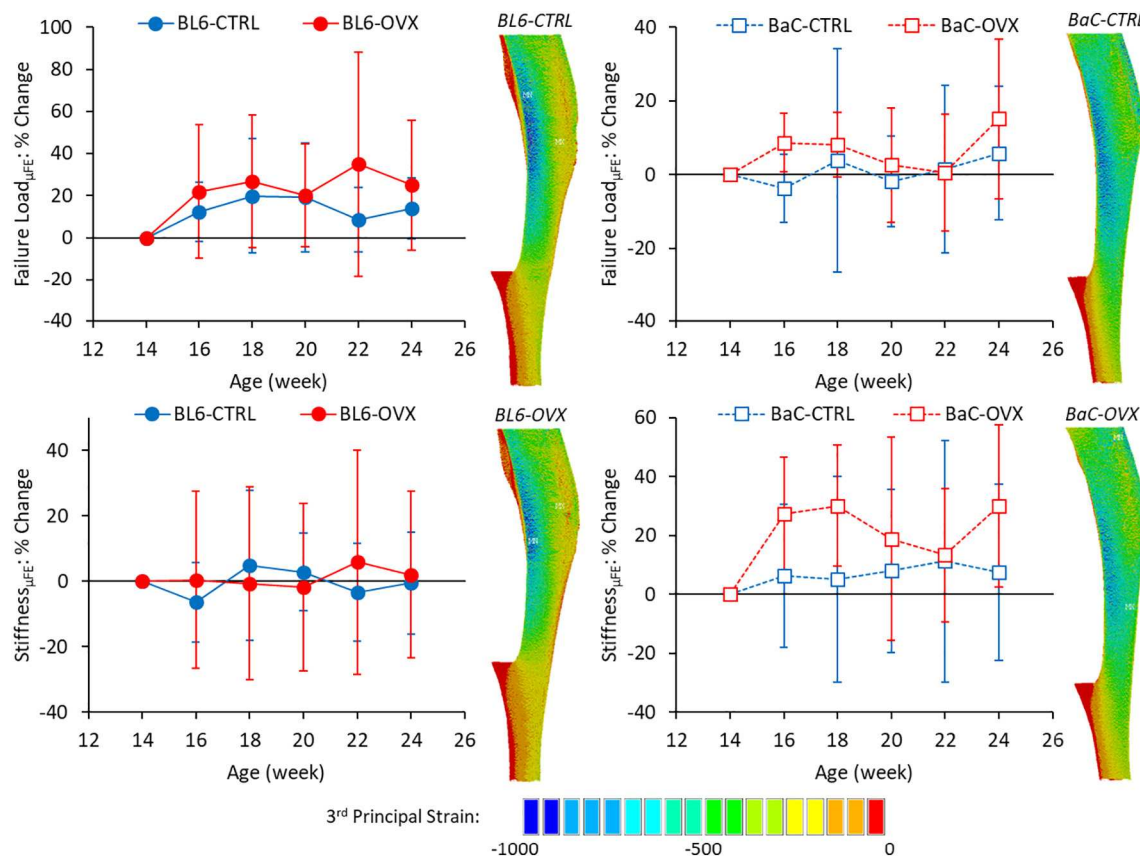 BL6-CTRL BL6-OVX
BL6-CTRL
Failure Load μFE: % Change
100
80
60
40
20
0
-20
-40
12 14 16 18 20 22 24 26
Age (week)
BaC-CTRL BaC-OVX
BaC-CTRL
Failure Load μFE: % Change
40
20
0
-20
-40
12 14 16 18 20 22 24 26
Age (week)
BL6-CTRL BL6-OVX
BL6-OVX
Stiffness μFE: % Change
40
20
0
-20
-40
12 14 16 18 20 22 24 26
Age (week)
BaC-CTRL BaC-OVX
BaC-OVX
Stiffness μFE: % Change
60
40
20
0
-20
-40
12 14 16 18 20 22 24 26
Age (week)
3rd Principal Strain:
-1000 -500 0